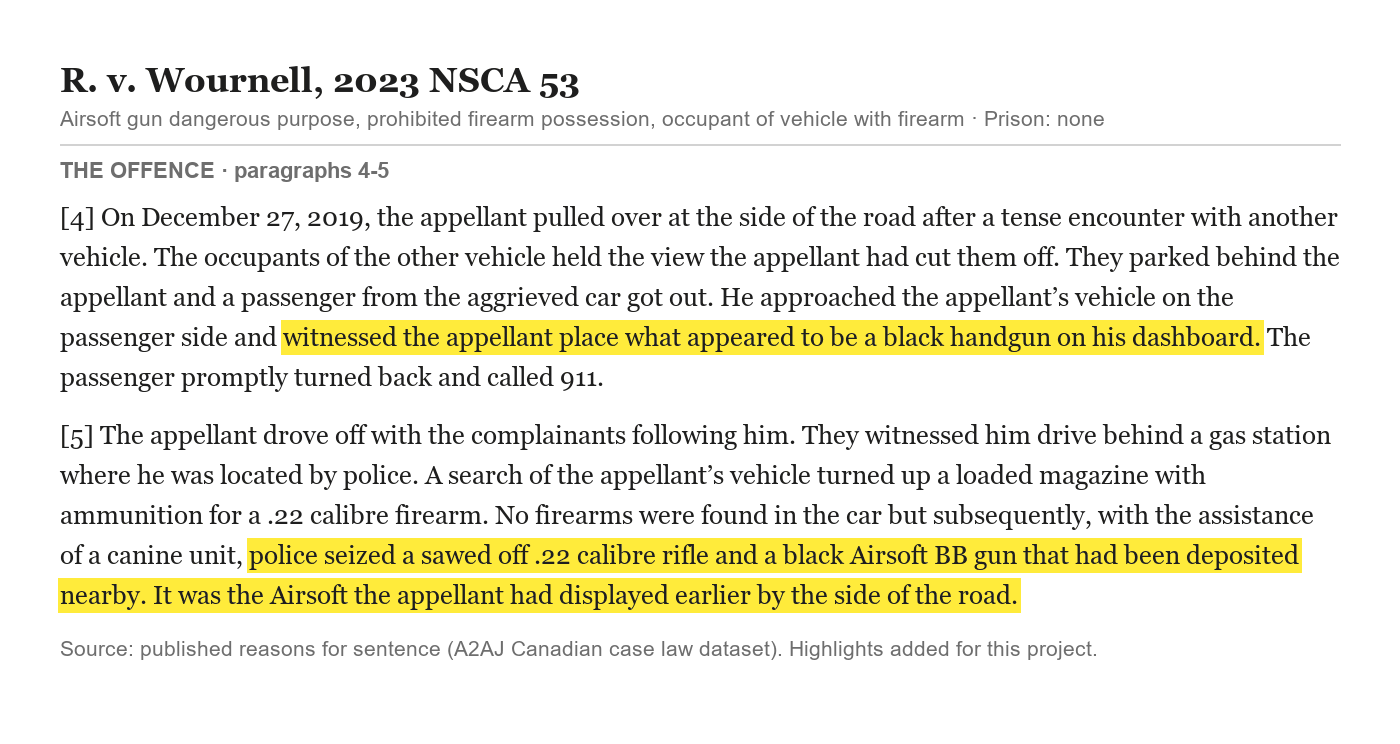 R. v. Wournell, 2023 NSCA 53
Airsoft gun dangerous purpose, prohibited firearm possession, occupant of vehicle with firearm · Prison: none
THE OFFENCE · paragraphs 4-5
[4] On December 27, 2019, the appellant pulled over at the side of the road after a tense encounter with another
vehicle. The occupants of the other vehicle held the view the appellant had cut them off. They parked behind the
appellant and a passenger from the aggrieved car got out. He approached the appellant’s vehicle on the
passenger side and witnessed the appellant place what appeared to be a black handgun on his dashboard. The
passenger promptly turned back and called 911.
[5] The appellant drove off with the complainants following him. They witnessed him drive behind a gas station
where he was located by police. A search of the appellant’s vehicle turned up a loaded magazine with
ammunition for a .22 calibre firearm. No firearms were found in the car but subsequently, with the assistance
of a canine unit, police seized a sawed off .22 calibre rifle and a black Airsoft BB gun that had been deposited
nearby. It was the Airsoft the appellant had displayed earlier by the side of the road.
Source: published reasons for sentence (A2AJ Canadian case law dataset). Highlights added for this project.